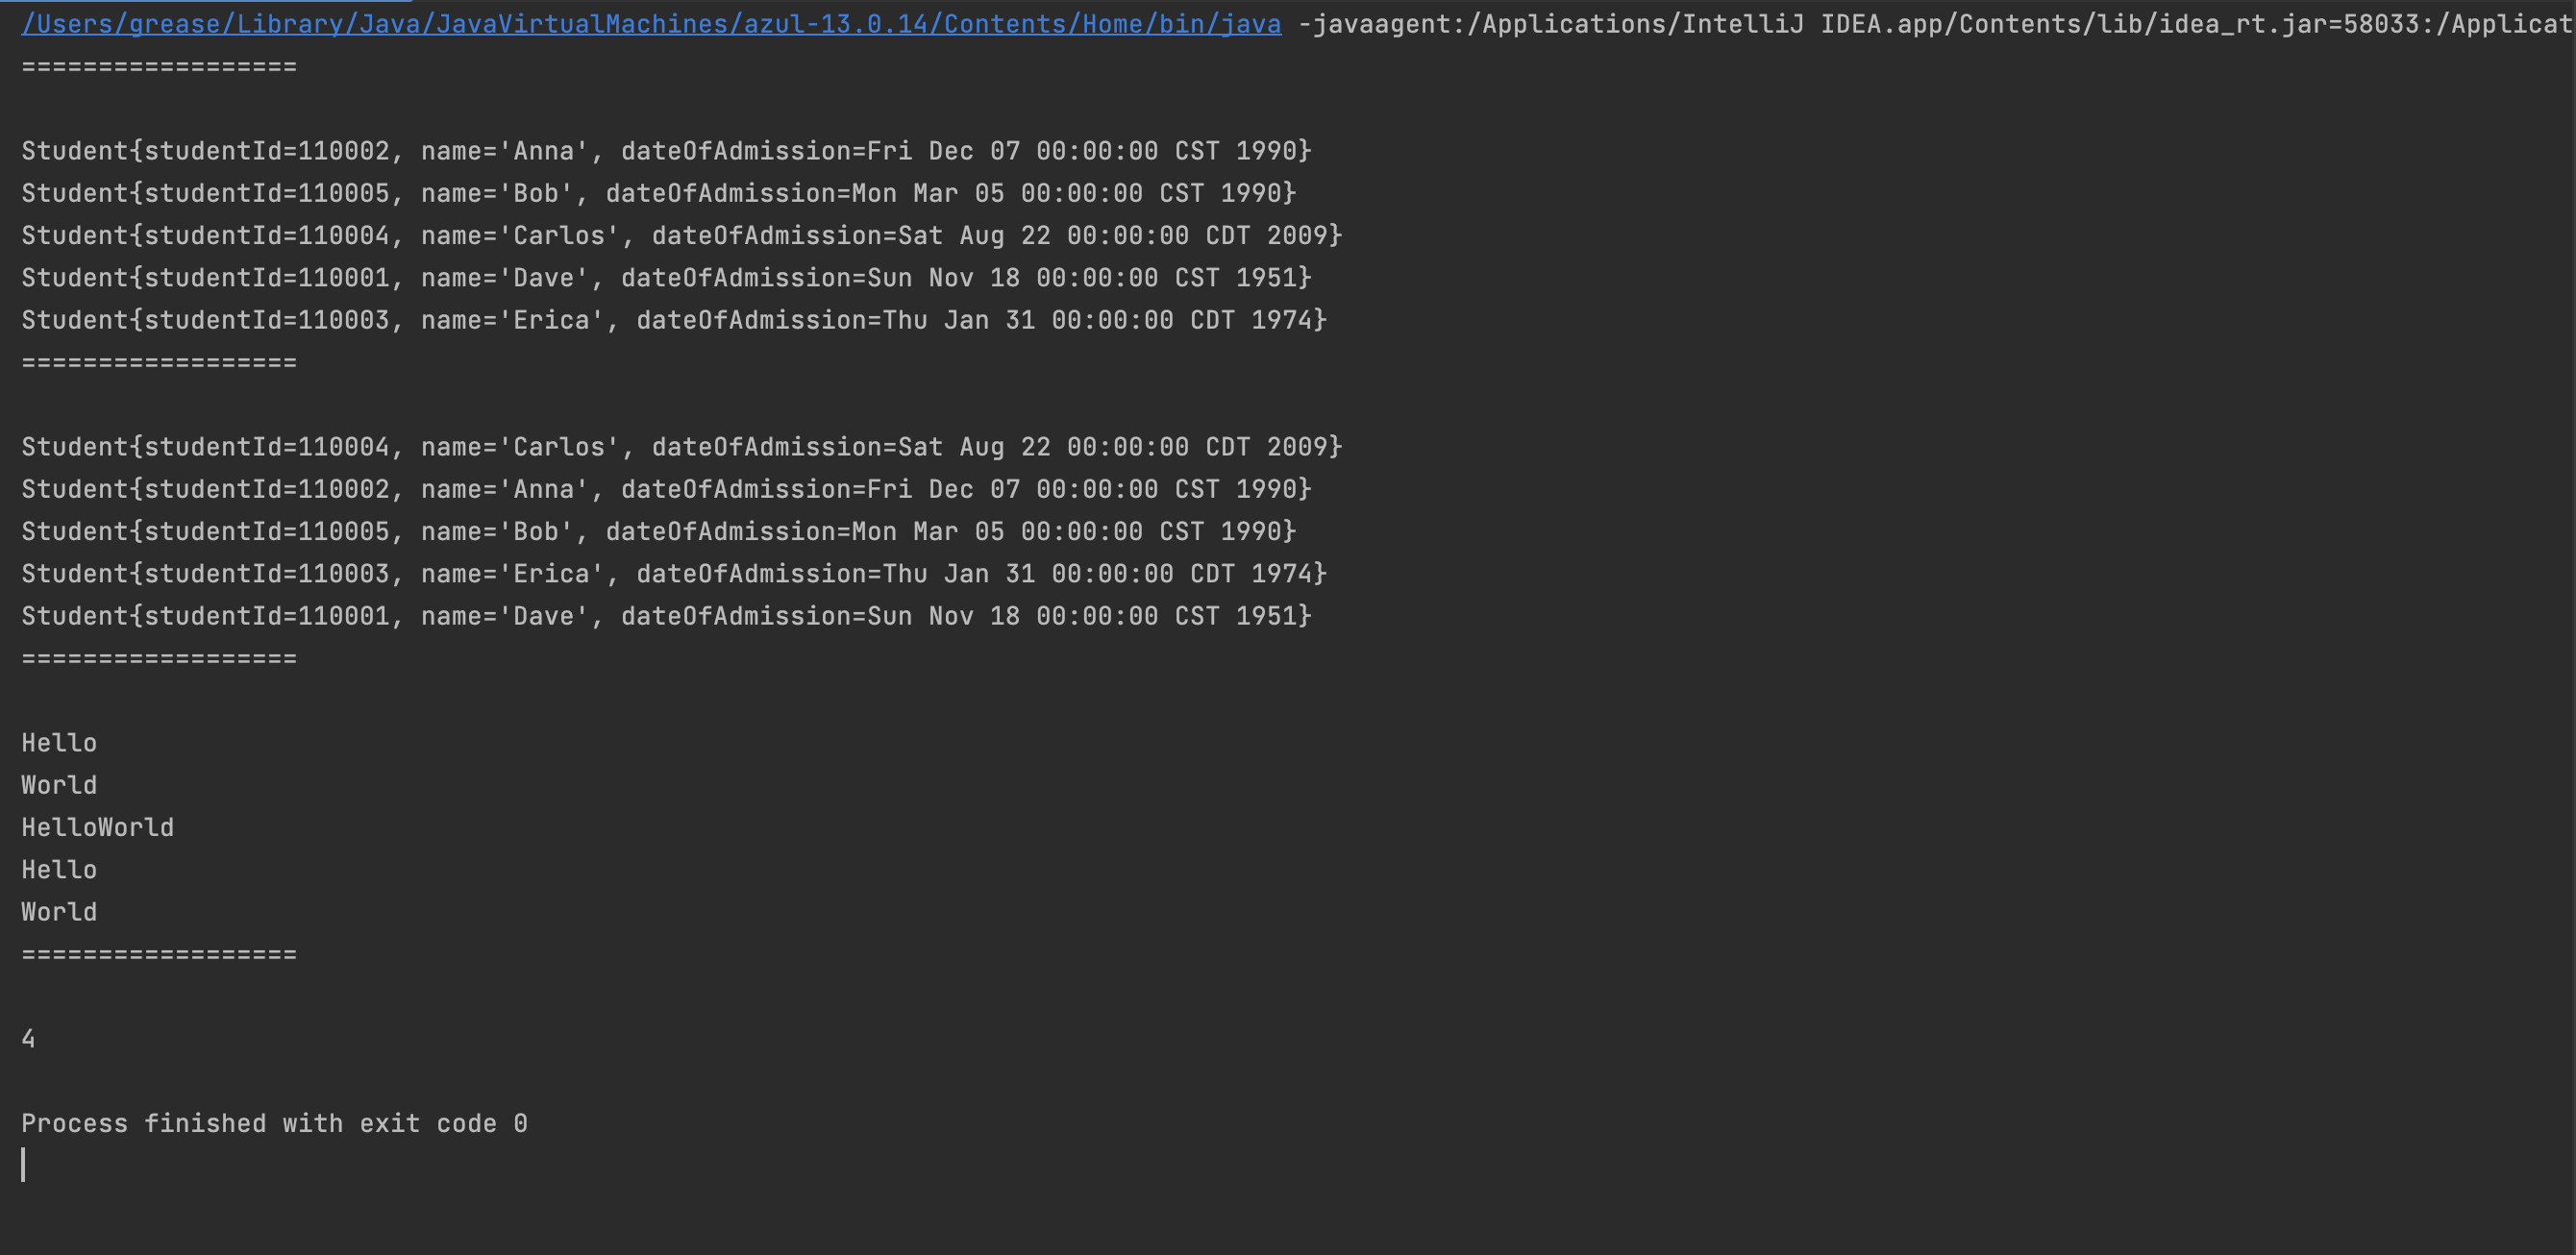 /Users/grease/Library/Java/JavaVirtualMachines/azul-13.0.14/Contents/Home/bin/java -javaagent:/Applications/IntelliJ IDEA.app/Contents/lib/idea_rt.jar=58033:/Applicat
==================
Student{studentId=110002, name='Anna', dateOfAdmission=Fri Dec 07 00:00:00 CST 1990}
Student{studentId=110005, name='Bob', dateOfAdmission=Mon Mar 05 00:00:00 CST 1990}
Student{studentId=110004, name='Carlos', dateOfAdmission=Sat Aug 22 00:00:00 CDT 2009}
Student{studentId=110001, name='Dave', dateOfAdmission=Sun Nov 18 00:00:00 CST 1951}
Student{studentId=110003, name='Erica', dateOfAdmission=Thu Jan 31 00:00:00 CDT 1974}
==================
Student{studentId=110004, name='Carlos', dateOfAdmission=Sat Aug 22 00:00:00 CDT 2009}
Student{studentId=110002, name='Anna', dateOfAdmission=Fri Dec 07 00:00:00 CST 1990}
Student{studentId=110005, name='Bob', dateOfAdmission=Mon Mar 05 00:00:00 CST 1990}
Student{studentId=110003, name='Erica', dateOfAdmission=Thu Jan 31 00:00:00 CDT 1974}
Student{studentId=110001, name='Dave', dateOfAdmission=Sun Nov 18 00:00:00 CST 1951}
==================
Hello
World
HelloWorld
Hello
World
==================
4
Process finished with exit code 0